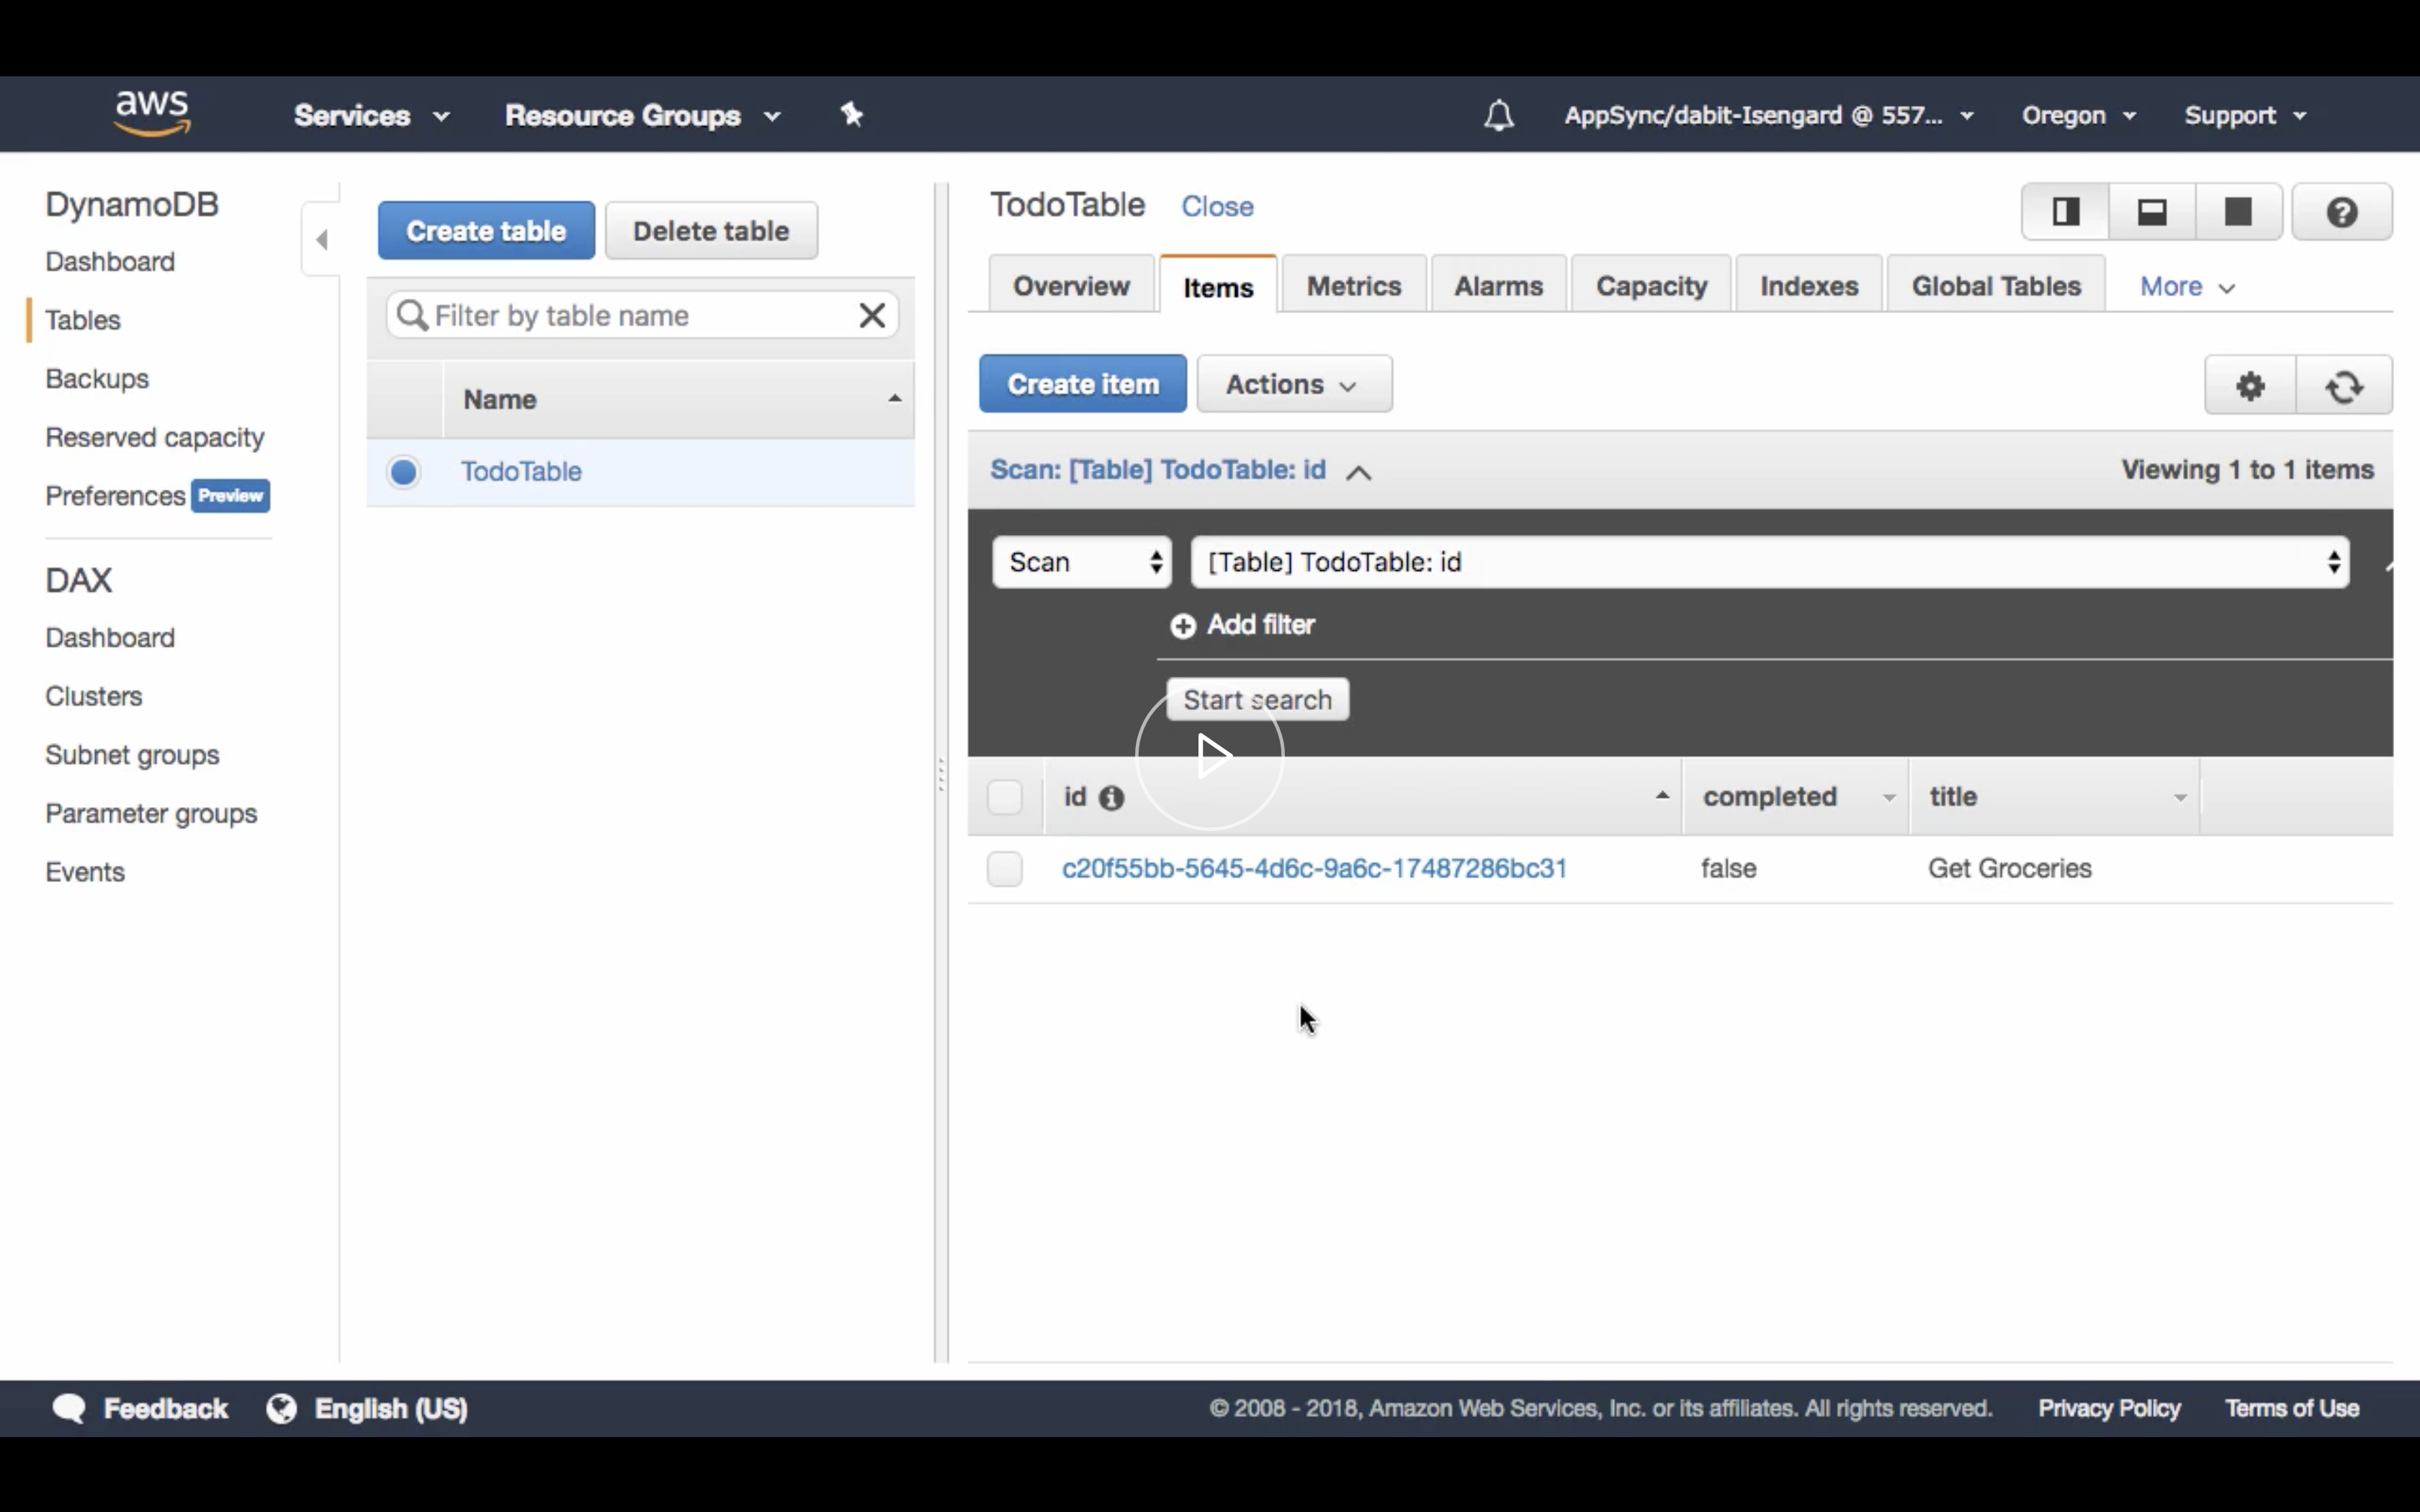 aws Services Resource Groups AppSync/dabit-Isengard @ 557... Oregon Support
DynamoDB
Dashboard
Tables
Backups
Reserved capacity
Preferences Preview
DAX
Dashboard
Clusters
Subnet groups
Parameter groups
Events
Create table Delete table
Filter by table name
Name
TodoTable
TodoTable Close
Overview Items Metrics Alarms Capacity Indexes Global Tables More
Create item Actions
Scan: [Table] TodoTable: id Viewing 1 to 1 items
Scan [Table] TodoTable: id
Add filter
Start search
id completed title
c20f55bb-5645-4d6c-9a6c-17487286bc31 false Get Groceries
Feedback English (US) © 2008 - 2018, Amazon Web Services, Inc. or its affiliates. All rights reserved. Privacy Policy Terms of Use